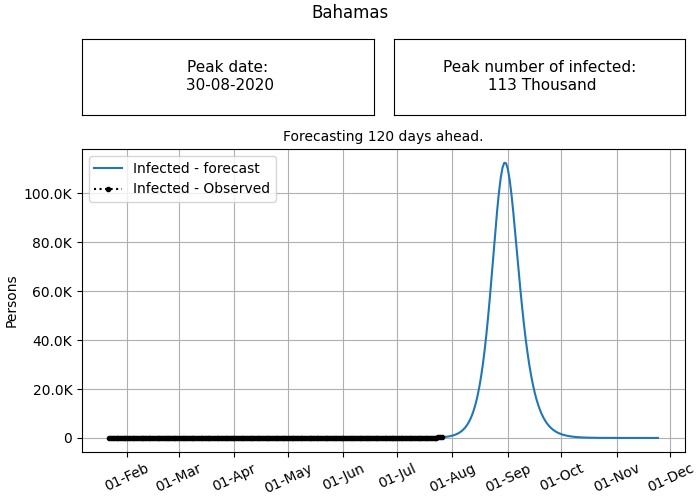 Bahamas
Peak date:
30-08-2020
Peak number of infected:
113 Thousand
Forecasting 120 days ahead.
Infected - forecast
Infected - Observed
100.0K
80.0K
60.0K
40.0K
20.0K
0
Persons
01-Feb
01-Mar
01-Apr
01-May
01-Jun
01-Jul
01-Aug
01-Sep
01-Oct
01-Nov
01-Dec